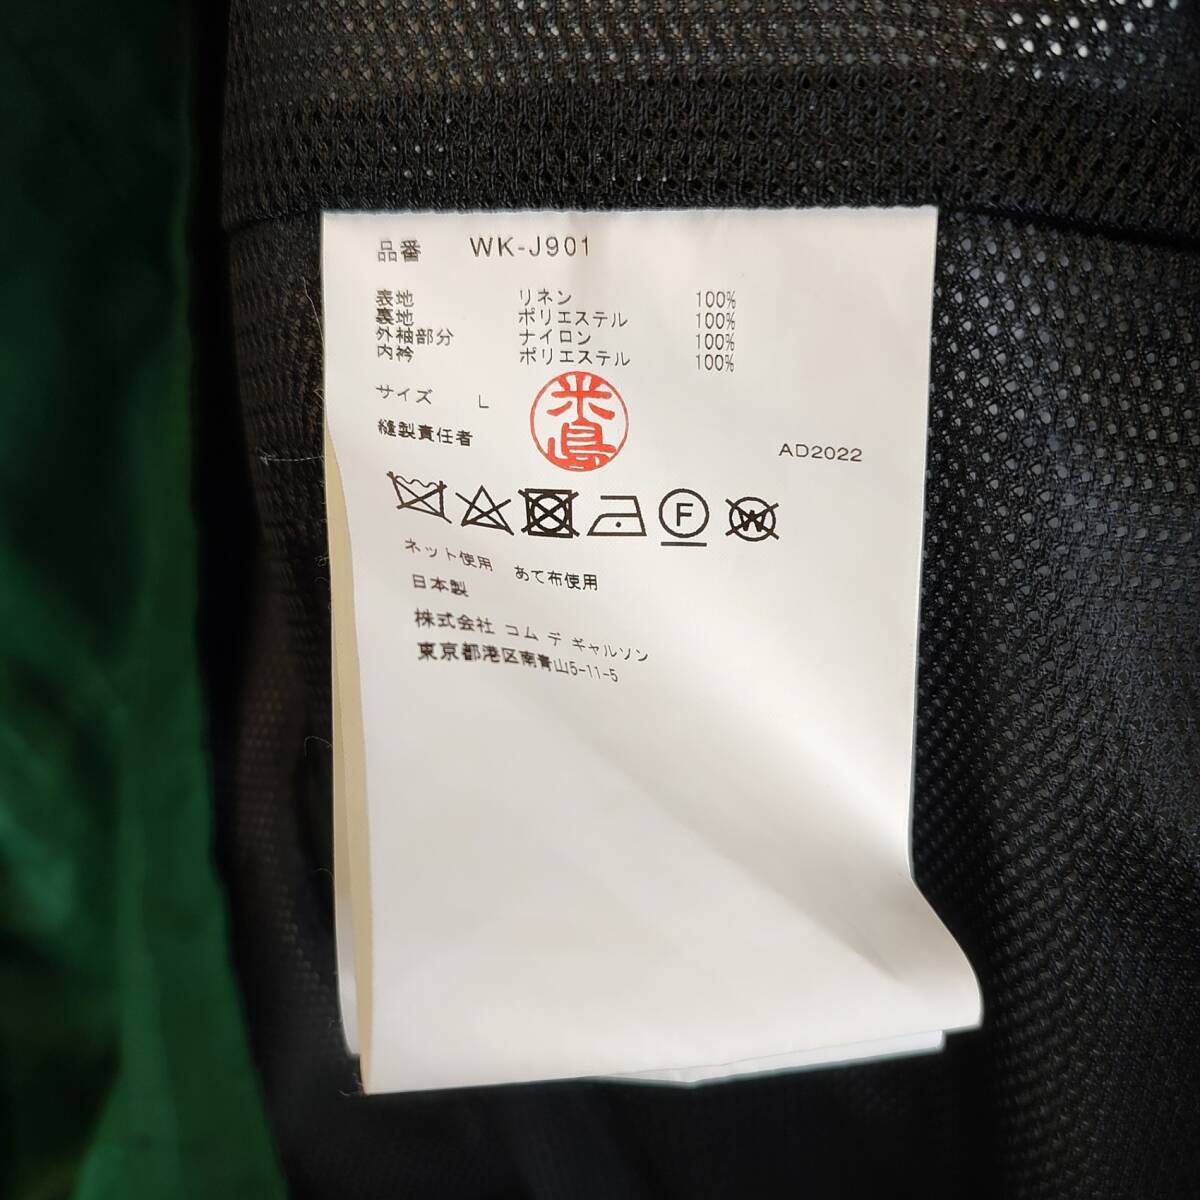 品番 WK-J901
表地 リネン 100%
裏地 ポリエステル 100%
外袖部分 ナイロン 100%
内衿 ポリエステル 100%
サイズ L
縫製責任者 米島
AD2022
F W
ネット使用 あて布使用
日本製
株式会社 コム デ ギャルソン
東京都港区南青山5-11-5